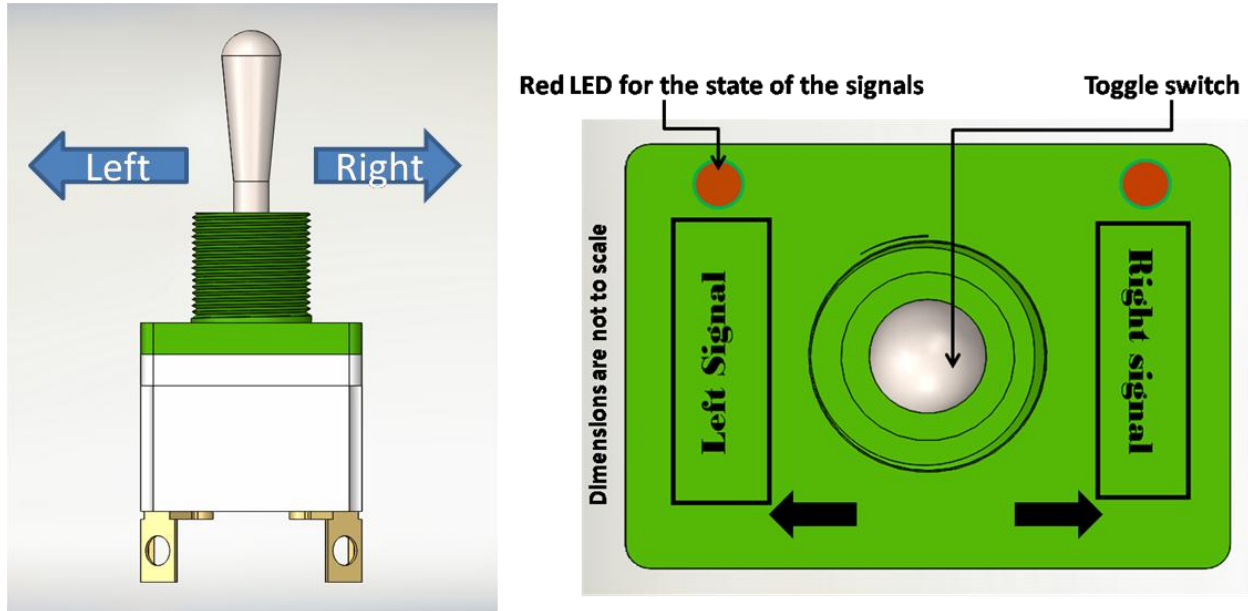 Left
Right
Red LED for the state of the signals
Toggle switch
Dimensions are not to scale
Left Signal
Right signal